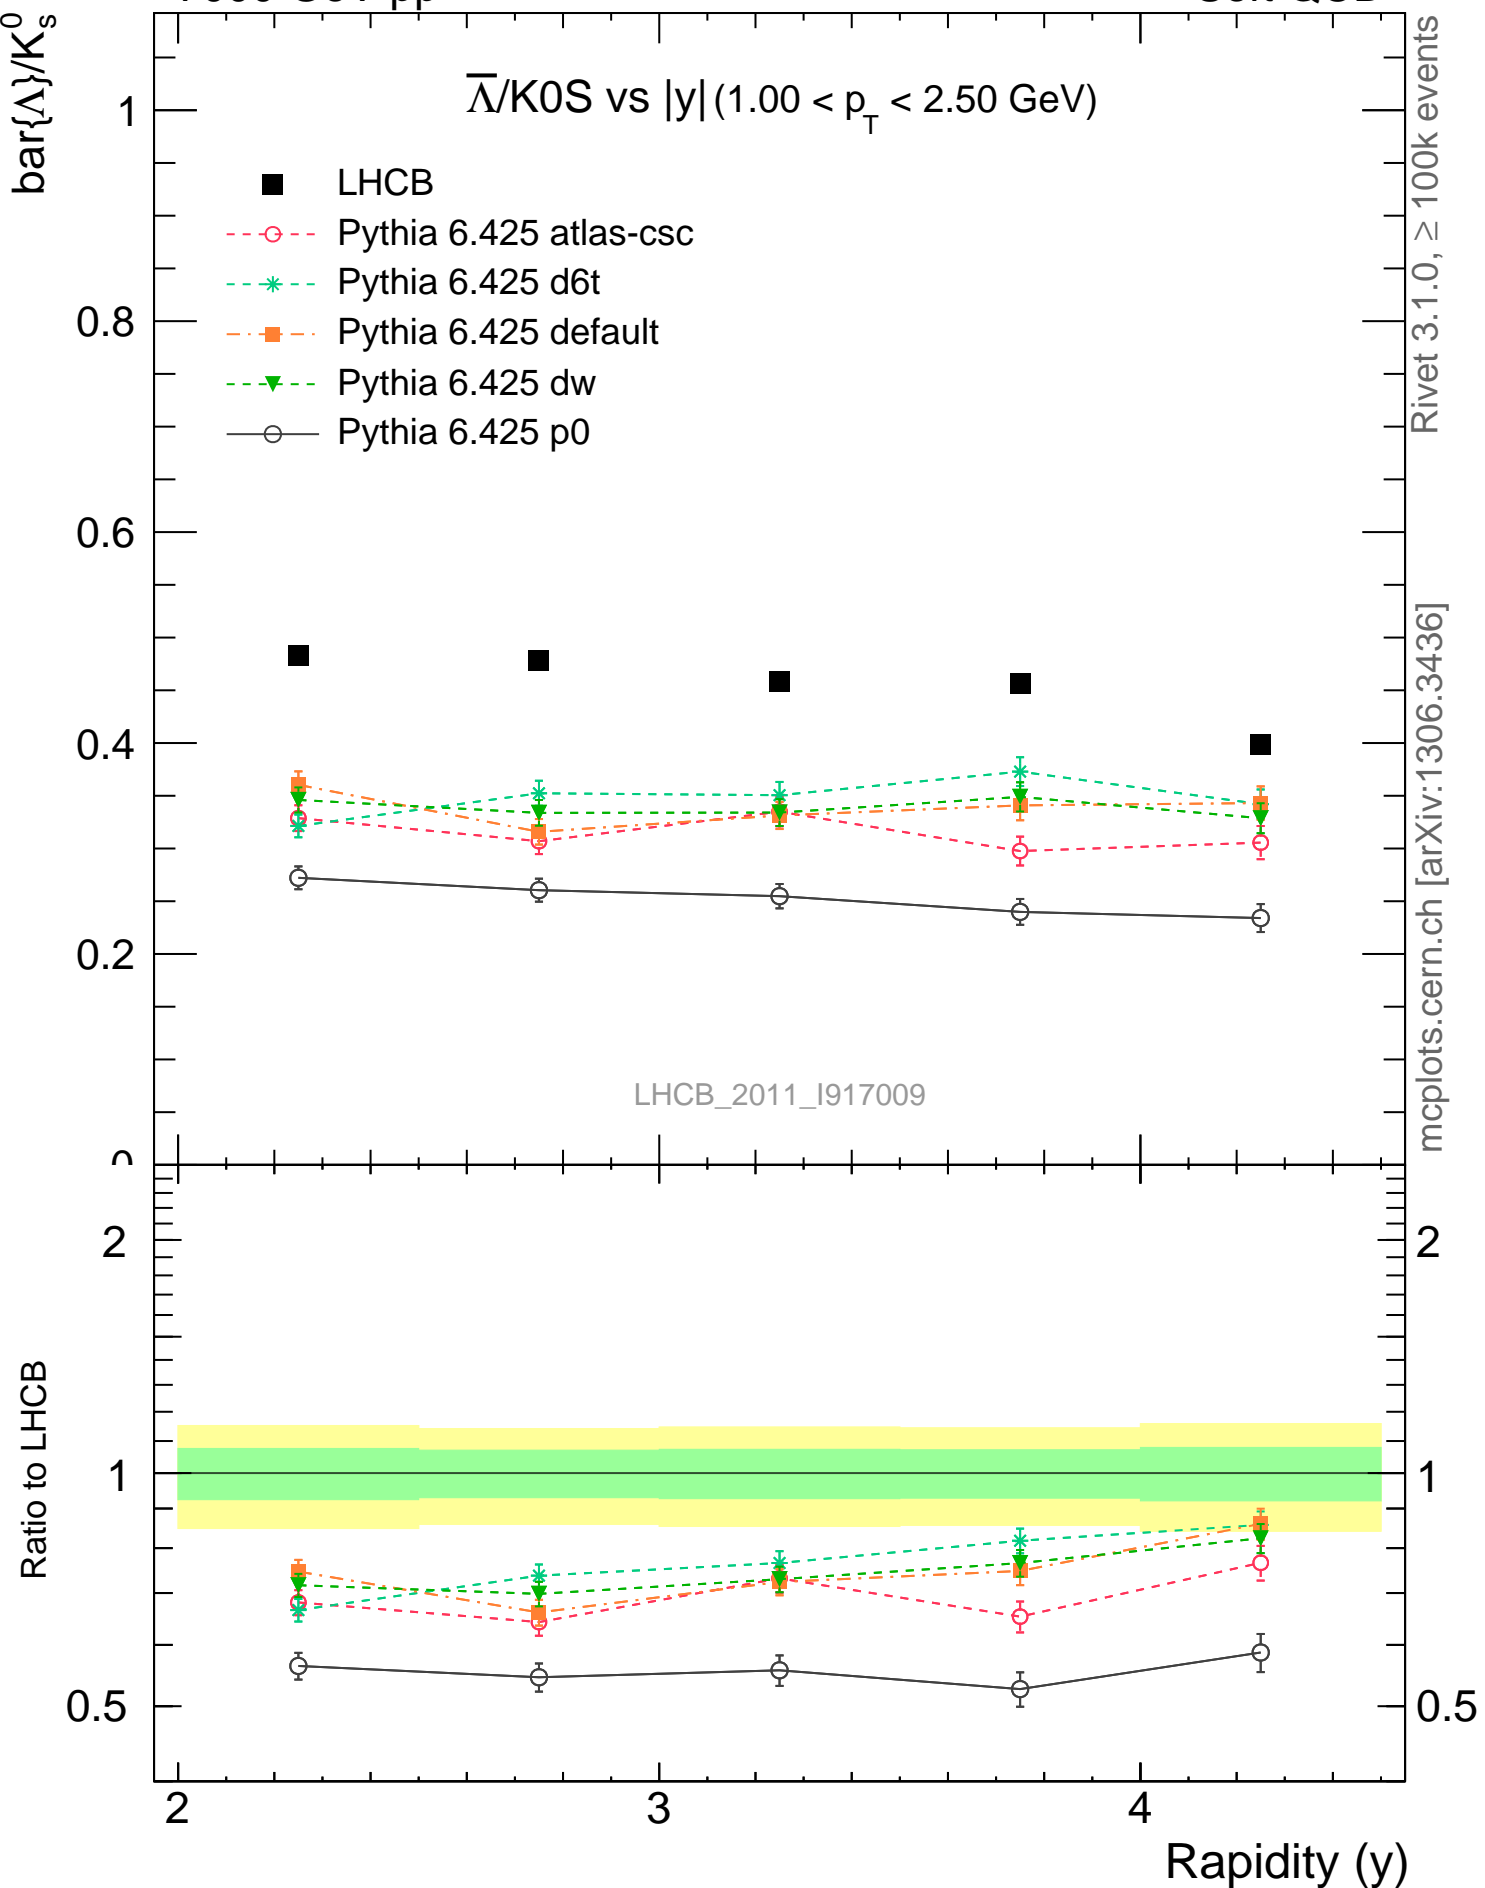 bar{Λ}/K⁰ₛ
Λ̅/K0S vs |y| (1.00 < p_T < 2.50 GeV)
LHCB
Pythia 6.425 atlas-csc
Pythia 6.425 d6t
Pythia 6.425 default
Pythia 6.425 dw
Pythia 6.425 p0
1
0.8
0.6
0.4
0.2
0
LHCB_2011_I917009
Rivet 3.1.0, ≥ 100k events
mcplots.cern.ch [arXiv:1306.3436]
Ratio to LHCB
2
1
0.5
2
1
0.5
2
3
4
Rapidity (y)